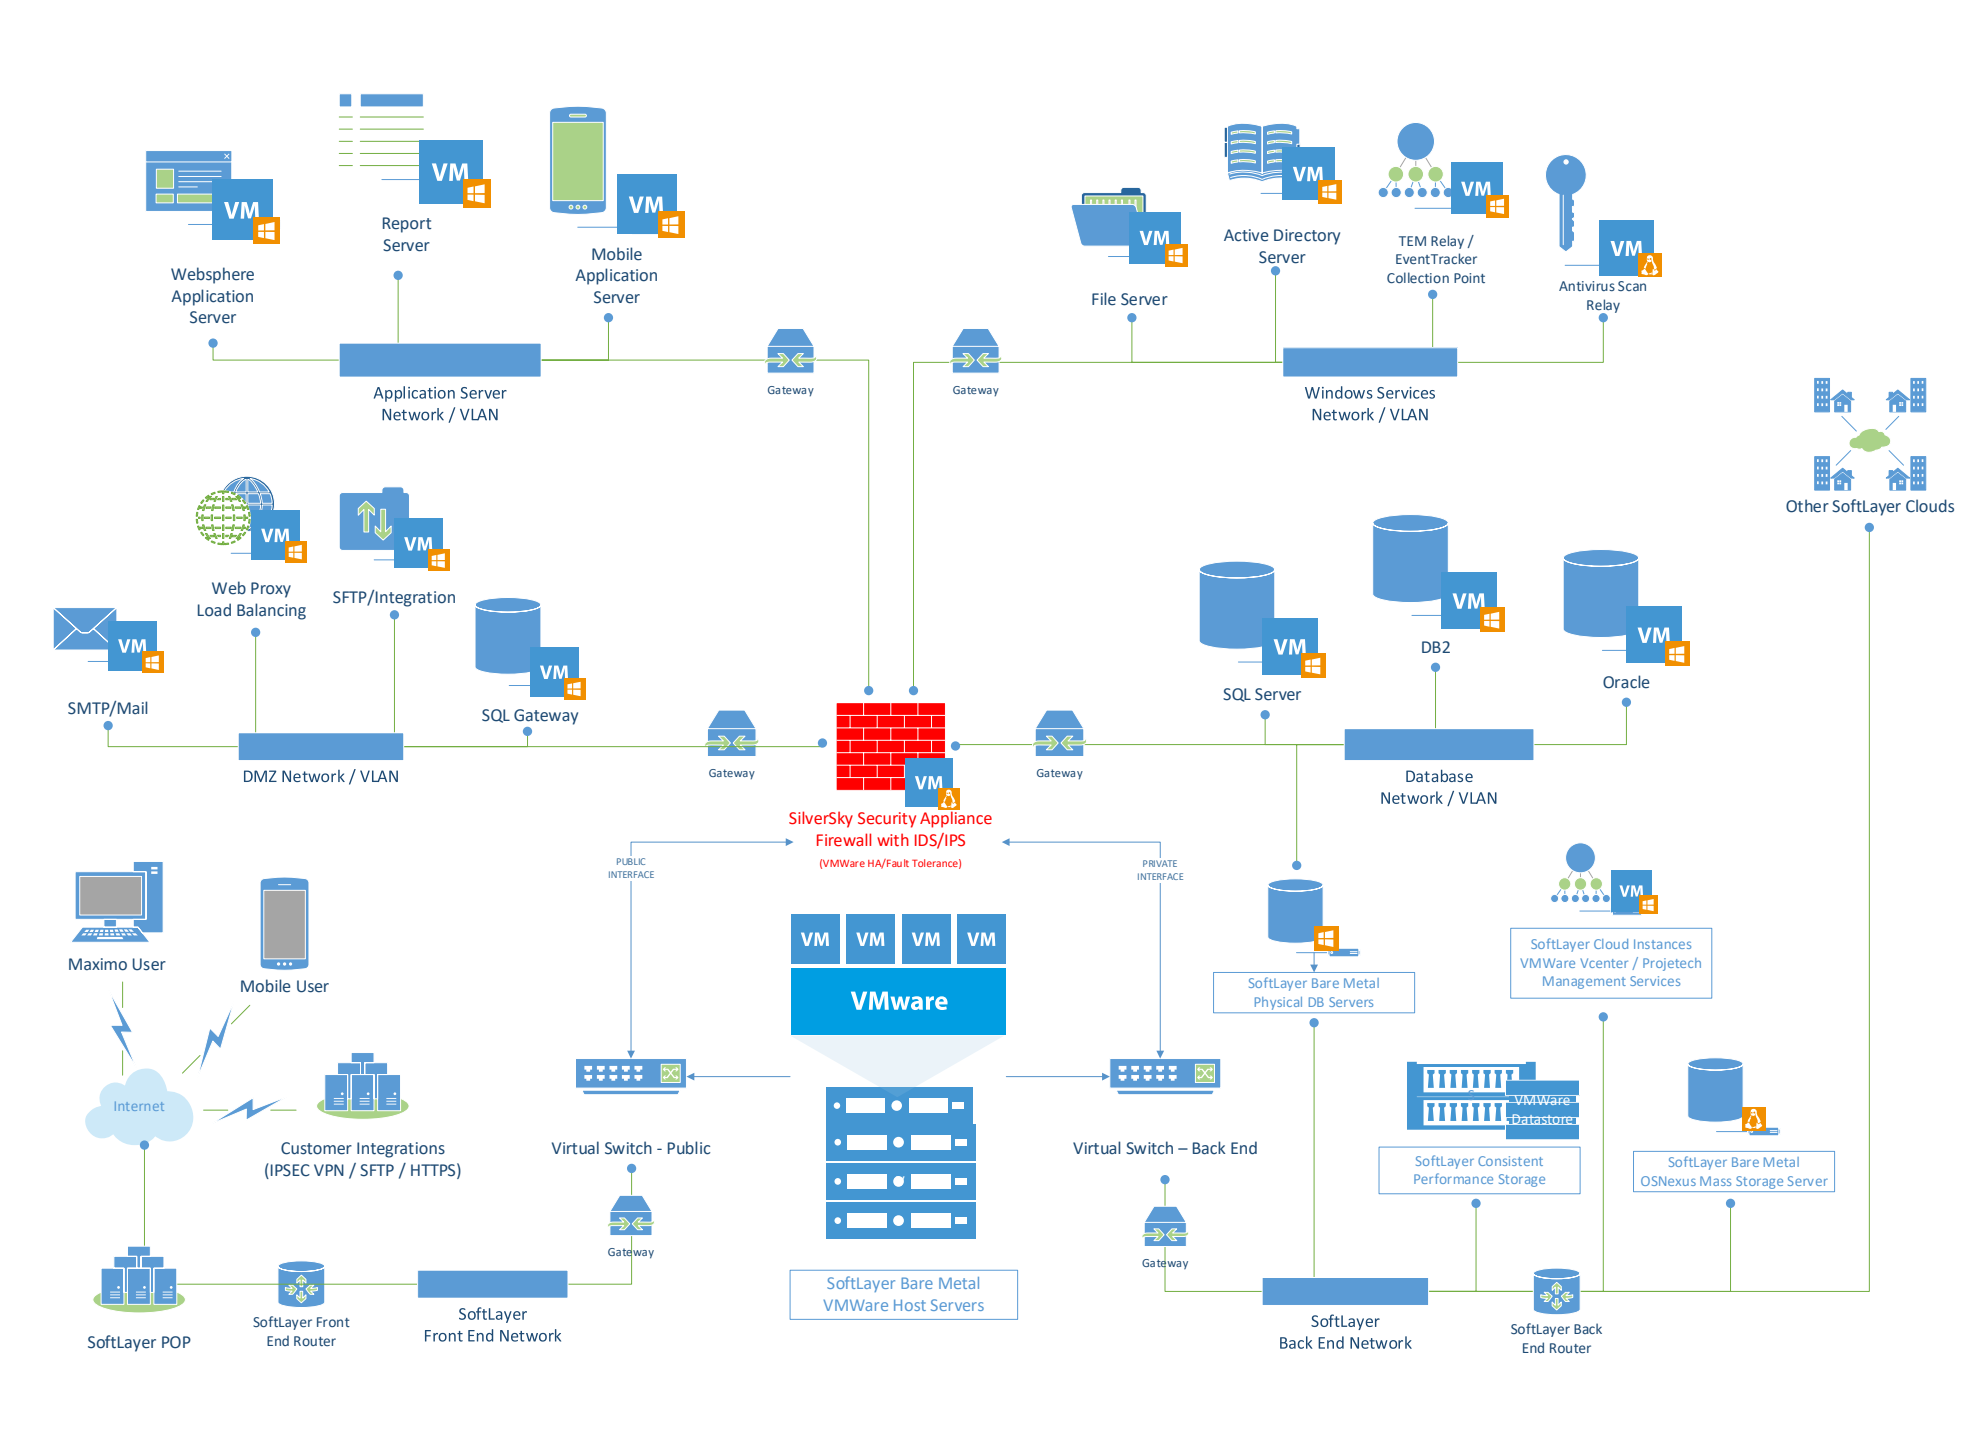 VM
Report
Server
VM
Websphere
Application
Server
VM
Mobile
Application
Server
Application Server
Network / VLAN
Gateway
VM
File Server
VM
Active Directory
Server
VM
TEM Relay /
EventTracker
Collection Point
VM
Antivirus Scan
Relay
Gateway
Windows Services
Network / VLAN
Other SoftLayer Clouds
VM
Web Proxy
Load Balancing
VM
SFTP/Integration
VM
SMTP/Mail
VM
SQL Gateway
DMZ Network / VLAN
Gateway
VM
SilverSky Security Appliance
Firewall with IDS/IPS
(VMWare HA/Fault Tolerance)
Gateway
VM
SQL Server
VM
DB2
VM
Oracle
Database
Network / VLAN
PUBLIC
INTERFACE
PRIVATE
INTERFACE
Maximo User
Mobile User
Internet
Customer Integrations
(IPSEC VPN / SFTP / HTTPS)
SoftLayer POP
SoftLayer Front
End Router
SoftLayer
Front End Network
Virtual Switch - Public
Gateway
VM
VM
VM
VM
VMware
SoftLayer Bare Metal
VMWare Host Servers
Virtual Switch – Back End
Gateway
SoftLayer
Back End Network
SoftLayer Bare Metal
Physical DB Servers
VM
SoftLayer Cloud Instances
VMWare Vcenter / Projetech
Management Services
VMWare
Datastore
SoftLayer Consistent
Performance Storage
SoftLayer Bare Metal
OSNexus Mass Storage Server
SoftLayer Back
End Router